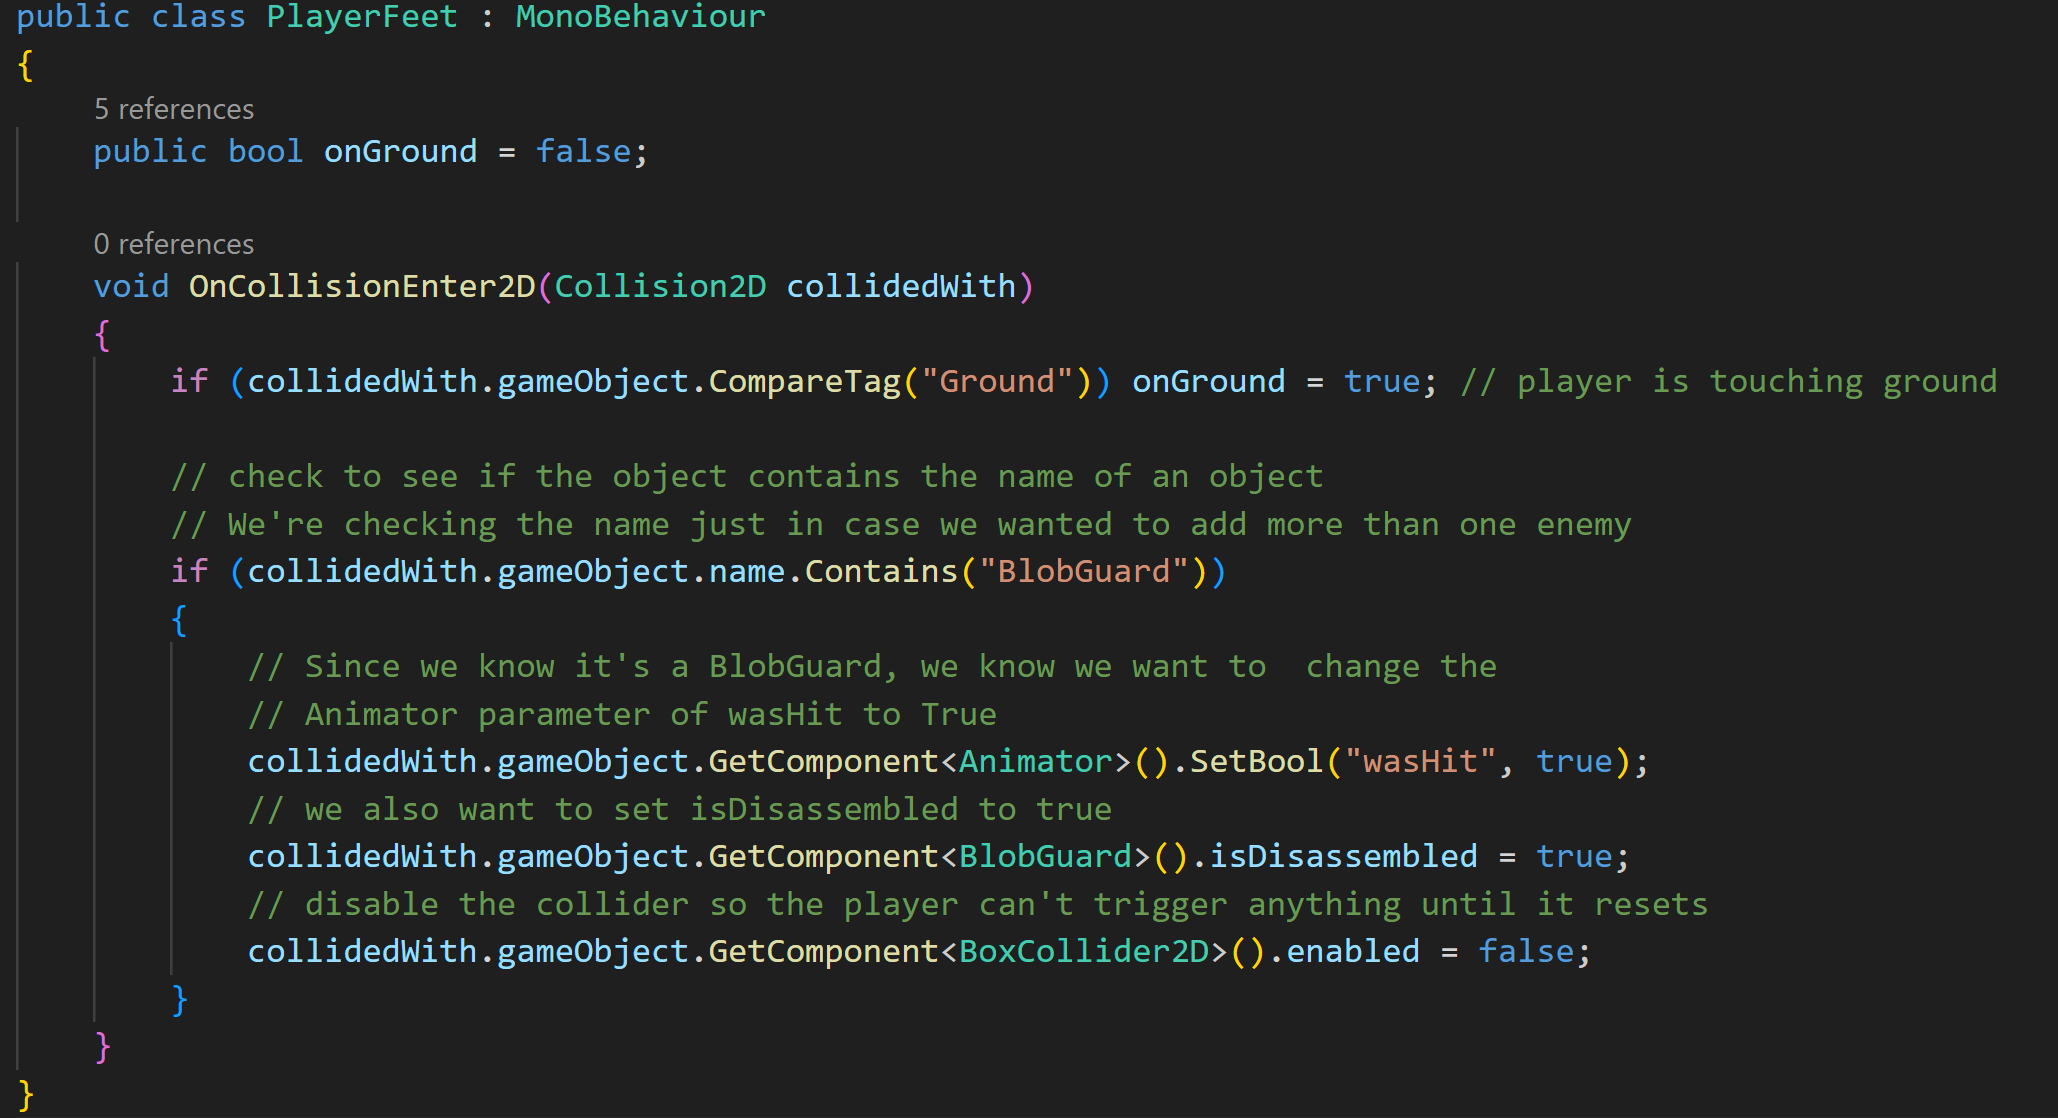 public class PlayerFeet : MonoBehaviour
{
5 references
public bool onGround = false;
0 references
void OnCollisionEnter2D(Collision2D collidedWith)
{
if (collidedWith.gameObject.CompareTag("Ground")) onGround = true; // player is touching ground
// check to see if the object contains the name of an object
// We're checking the name just in case we wanted to add more than one enemy
if (collidedWith.gameObject.name.Contains("BlobGuard"))
{
// Since we know it's a BlobGuard, we know we want to  change the
// Animator parameter of wasHit to True
collidedWith.gameObject.GetComponent<Animator>().SetBool("wasHit", true);
// we also want to set isDisassembled to true
collidedWith.gameObject.GetComponent<BlobGuard>().isDisassembled = true;
// disable the collider so the player can't trigger anything until it resets
collidedWith.gameObject.GetComponent<BoxCollider2D>().enabled = false;
}
}
}